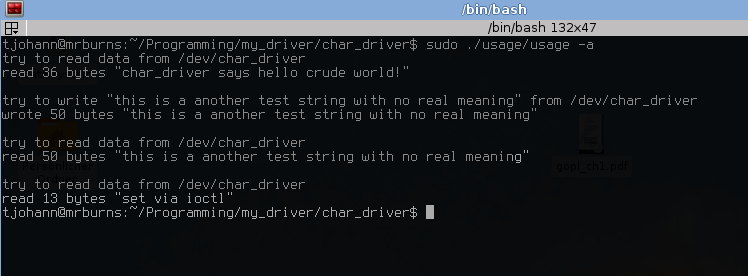 /bin/bash
/bin/bash 132x47
tjohann@mrburns:~/Programming/my_driver/char_driver$ sudo ./usage/usage -a
try to read data from /dev/char_driver
read 36 bytes "char_driver says hello crude world!"
try to write "this is a another test string with no real meaning" from /dev/char_driver
wrote 50 bytes "this is a another test string with no real meaning"
try to read data from /dev/char_driver
read 50 bytes "this is a another test string with no real meaning"
gopl_ch1.pdf
try to read data from /dev/char_driver
read 13 bytes "set via ioctl"
tjohann@mrburns:~/Programming/my_driver/char_driver$